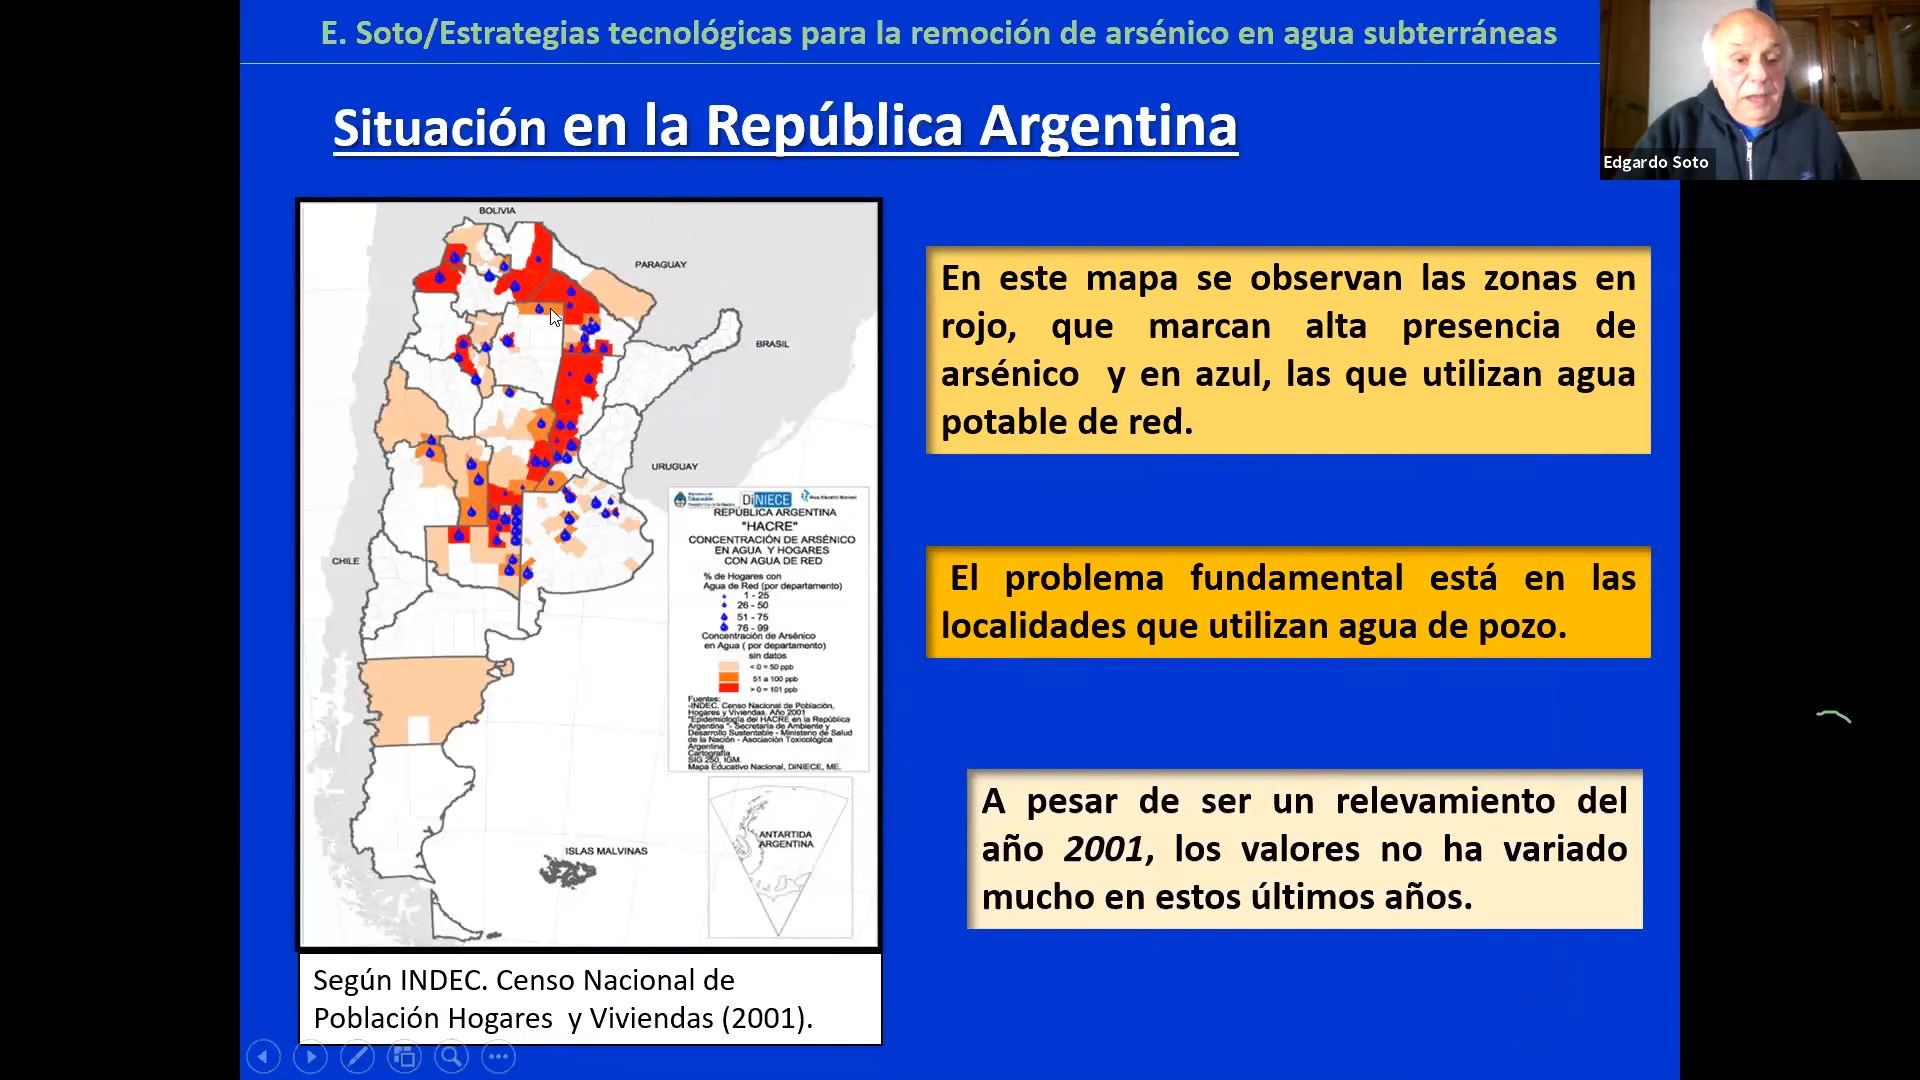 E. Soto/Estrategias tecnológicas para la remoción de arsénico en agua subterráneas
Edgardo Soto
Situación en la República Argentina
BOLIVIA
PARAGUAY
BRASIL
URUGUAY
CHILE
DiNIECE
REPÚBLICA ARGENTINA
"HACRE"
CONCENTRACIÓN DE ARSÉNICO
EN AGUA Y HOGARES
CON AGUA DE RED
% de Hogares con
Agua de Red (por departamento)
1 - 25
26 - 50
51 - 75
76 - 99
Concentración de Arsénico
en Agua ( por departamento)
sin datos
< 0 = 50 ppb
51 a 100 ppb
> 0 = 101 ppb
Fuentes:
-INDEC. Censo Nacional de Población,
Hogares y Viviendas. Año 2001
"Epidemiología del HACRE en la República
Argentina "- Secretaría de Ambiente y
Desarrollo Sustentable - Ministerio de Salud
de la Nación - Asociación Toxicológica
Argentina
Cartografía
SIG 250, IGM.
Mapa Educativo Nacional, DiNIECE, ME.
ANTARTIDA
ARGENTINA
ISLAS MALVINAS
Según INDEC. Censo Nacional de
Población Hogares y Viviendas (2001).
En este mapa se observan las zonas en
rojo, que marcan alta presencia de
arsénico y en azul, las que utilizan agua
potable de red.
El problema fundamental está en las
localidades que utilizan agua de pozo.
A pesar de ser un relevamiento del
año 2001, los valores no ha variado
mucho en estos últimos años.